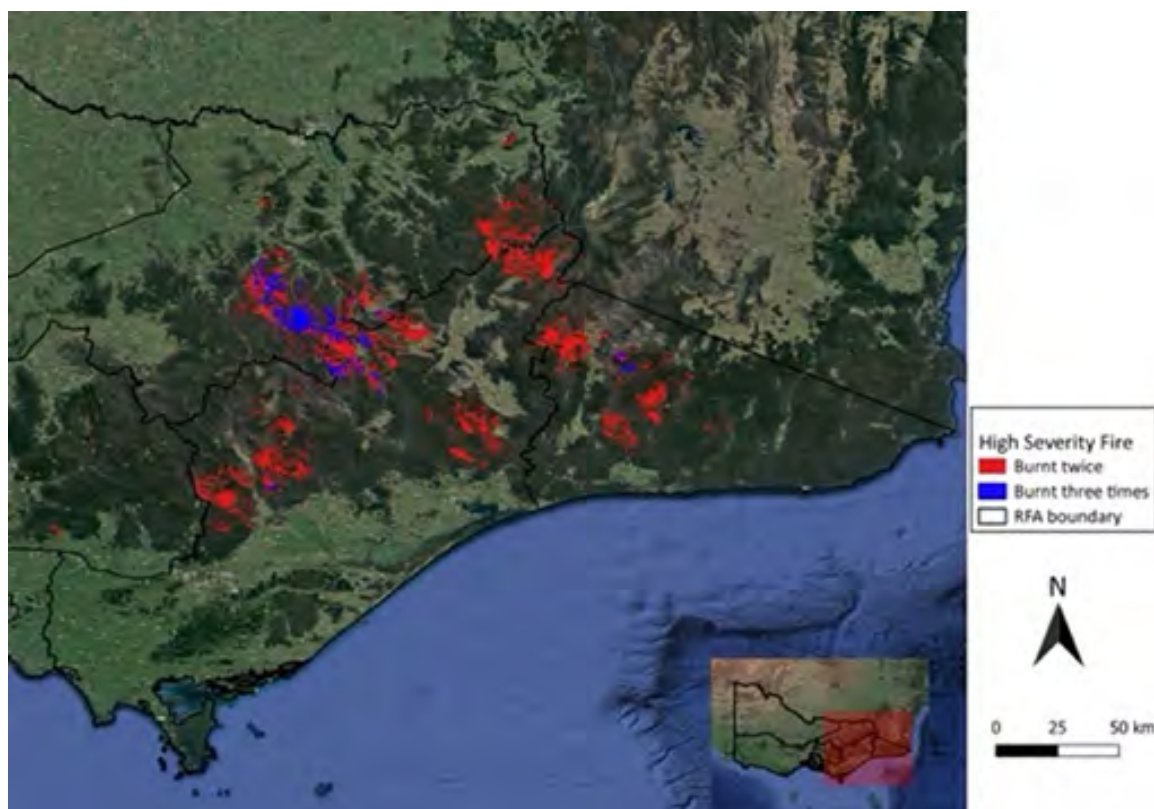 High Severity Fire
Burnt twice
Burnt three times
RFA boundary
N
0 25 50 km